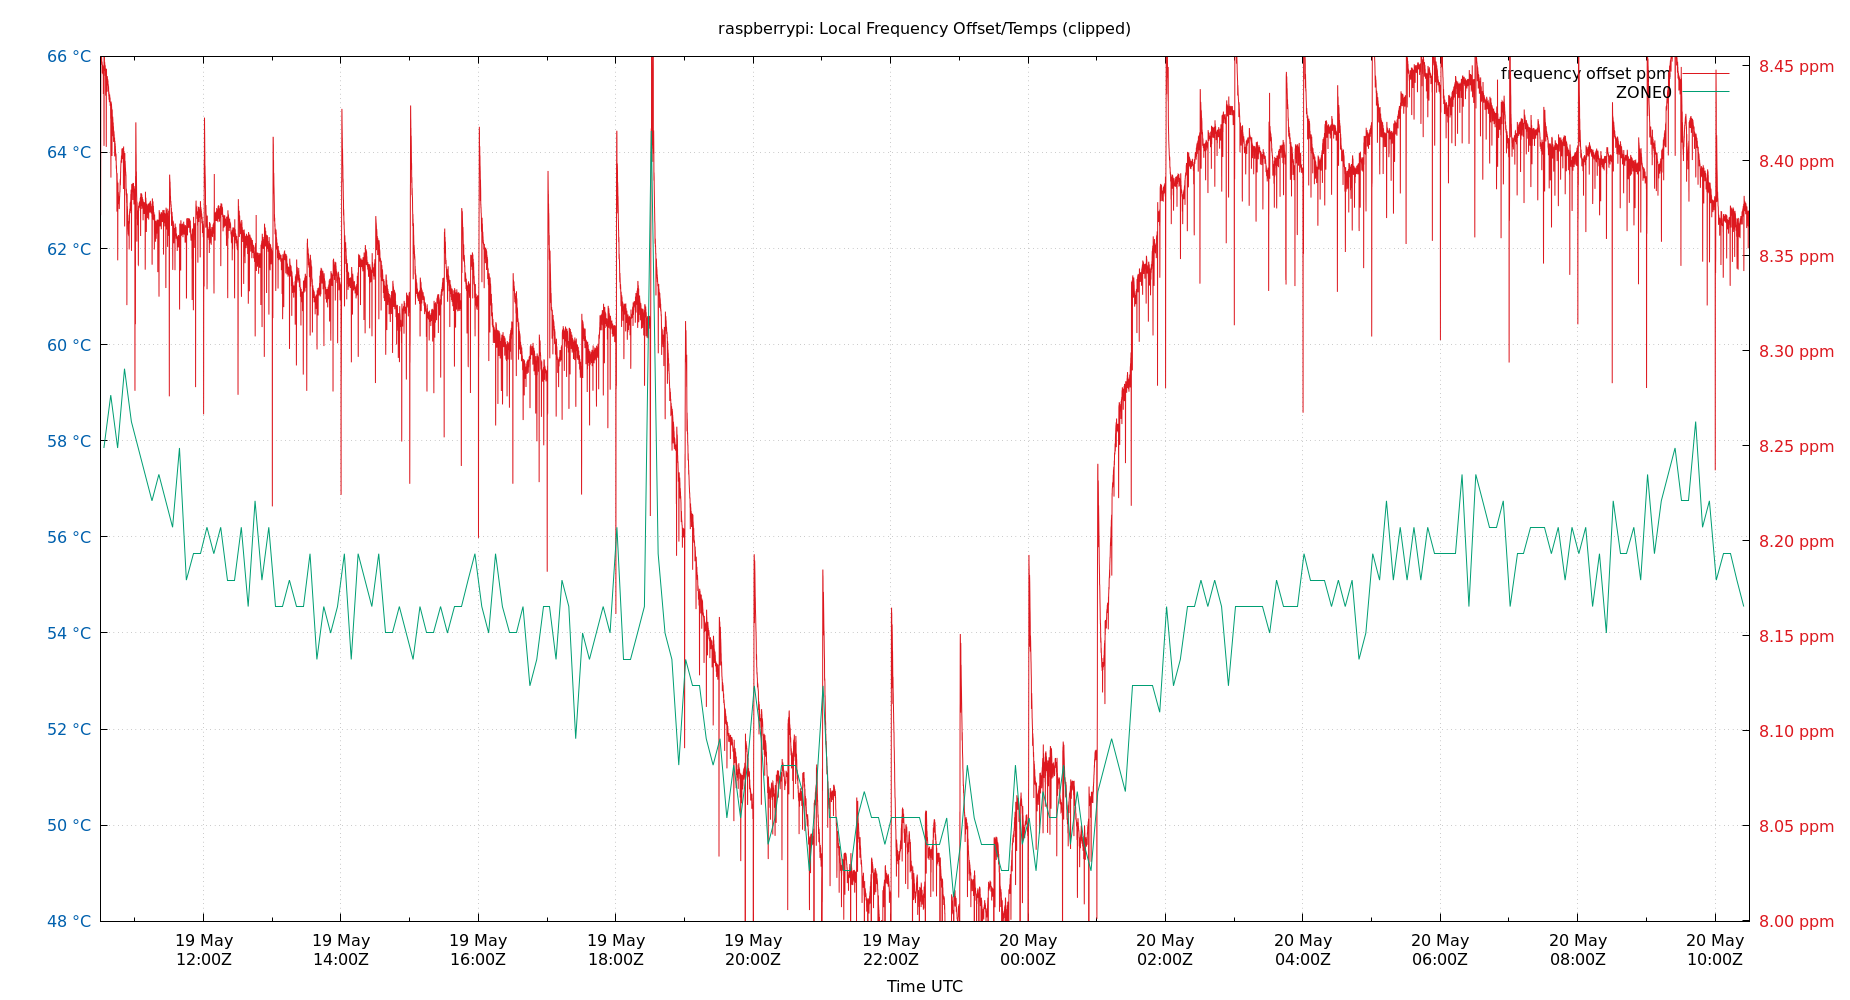 raspberrypi: Local Frequency Offset/Temps (clipped)
66 °C
64 °C
62 °C
60 °C
58 °C
56 °C
54 °C
52 °C
50 °C
48 °C
frequency offset ppm
ZONE0
8.45 ppm
8.40 ppm
8.35 ppm
8.30 ppm
8.25 ppm
8.20 ppm
8.15 ppm
8.10 ppm
8.05 ppm
8.00 ppm
19 May
12:00Z
19 May
14:00Z
19 May
16:00Z
19 May
18:00Z
19 May
20:00Z
19 May
22:00Z
20 May
00:00Z
20 May
02:00Z
20 May
04:00Z
20 May
06:00Z
20 May
08:00Z
20 May
10:00Z
Time UTC